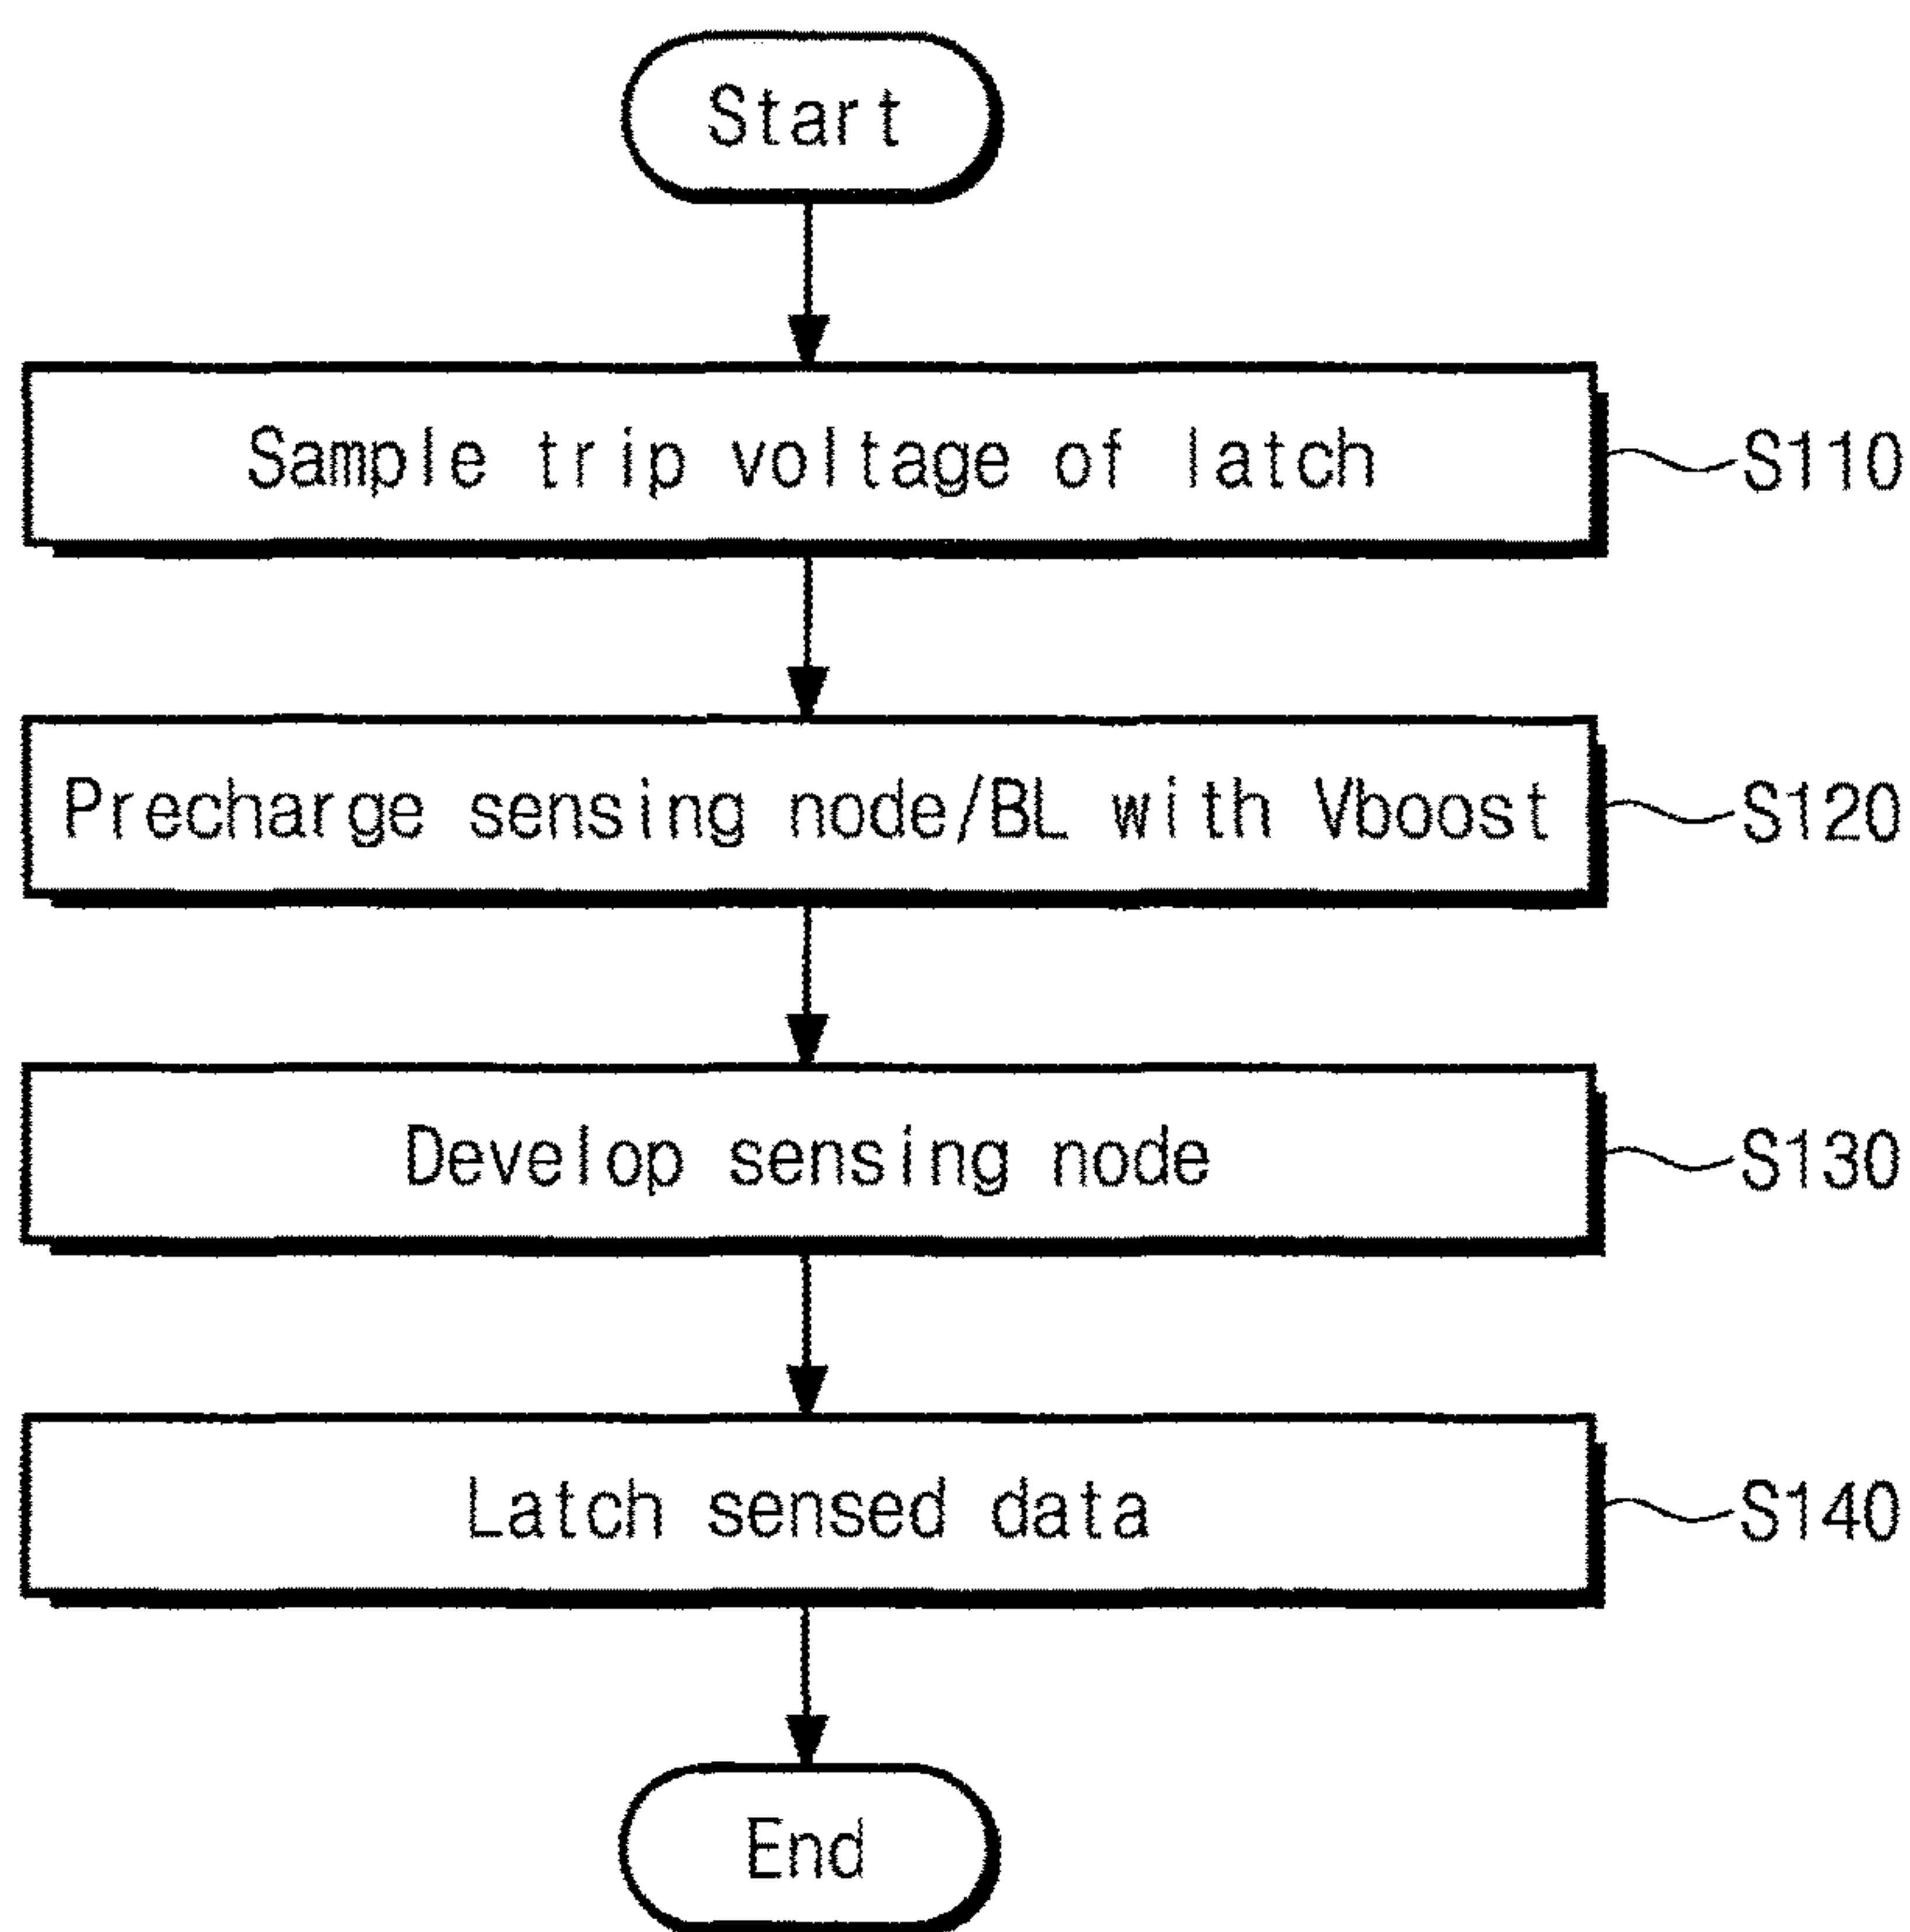 Start
Sample trip voltage of latch
S110
Precharge sensing node/BL with Vboost
S120
Develop sensing node
S130
Latch sensed data
S140
End